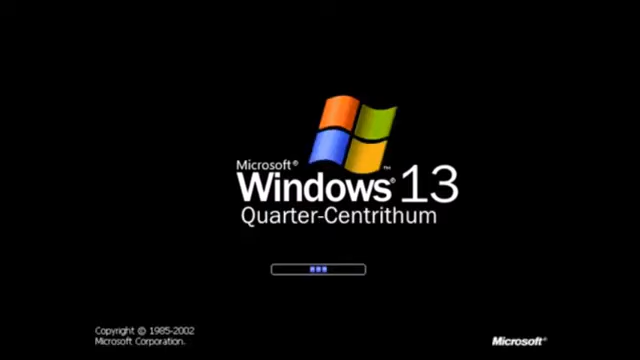 Microsoft®
Windows® 13
Quarter-Centrithum
Copyright © 1985-2002
Microsoft Corporation.
Microsoft®